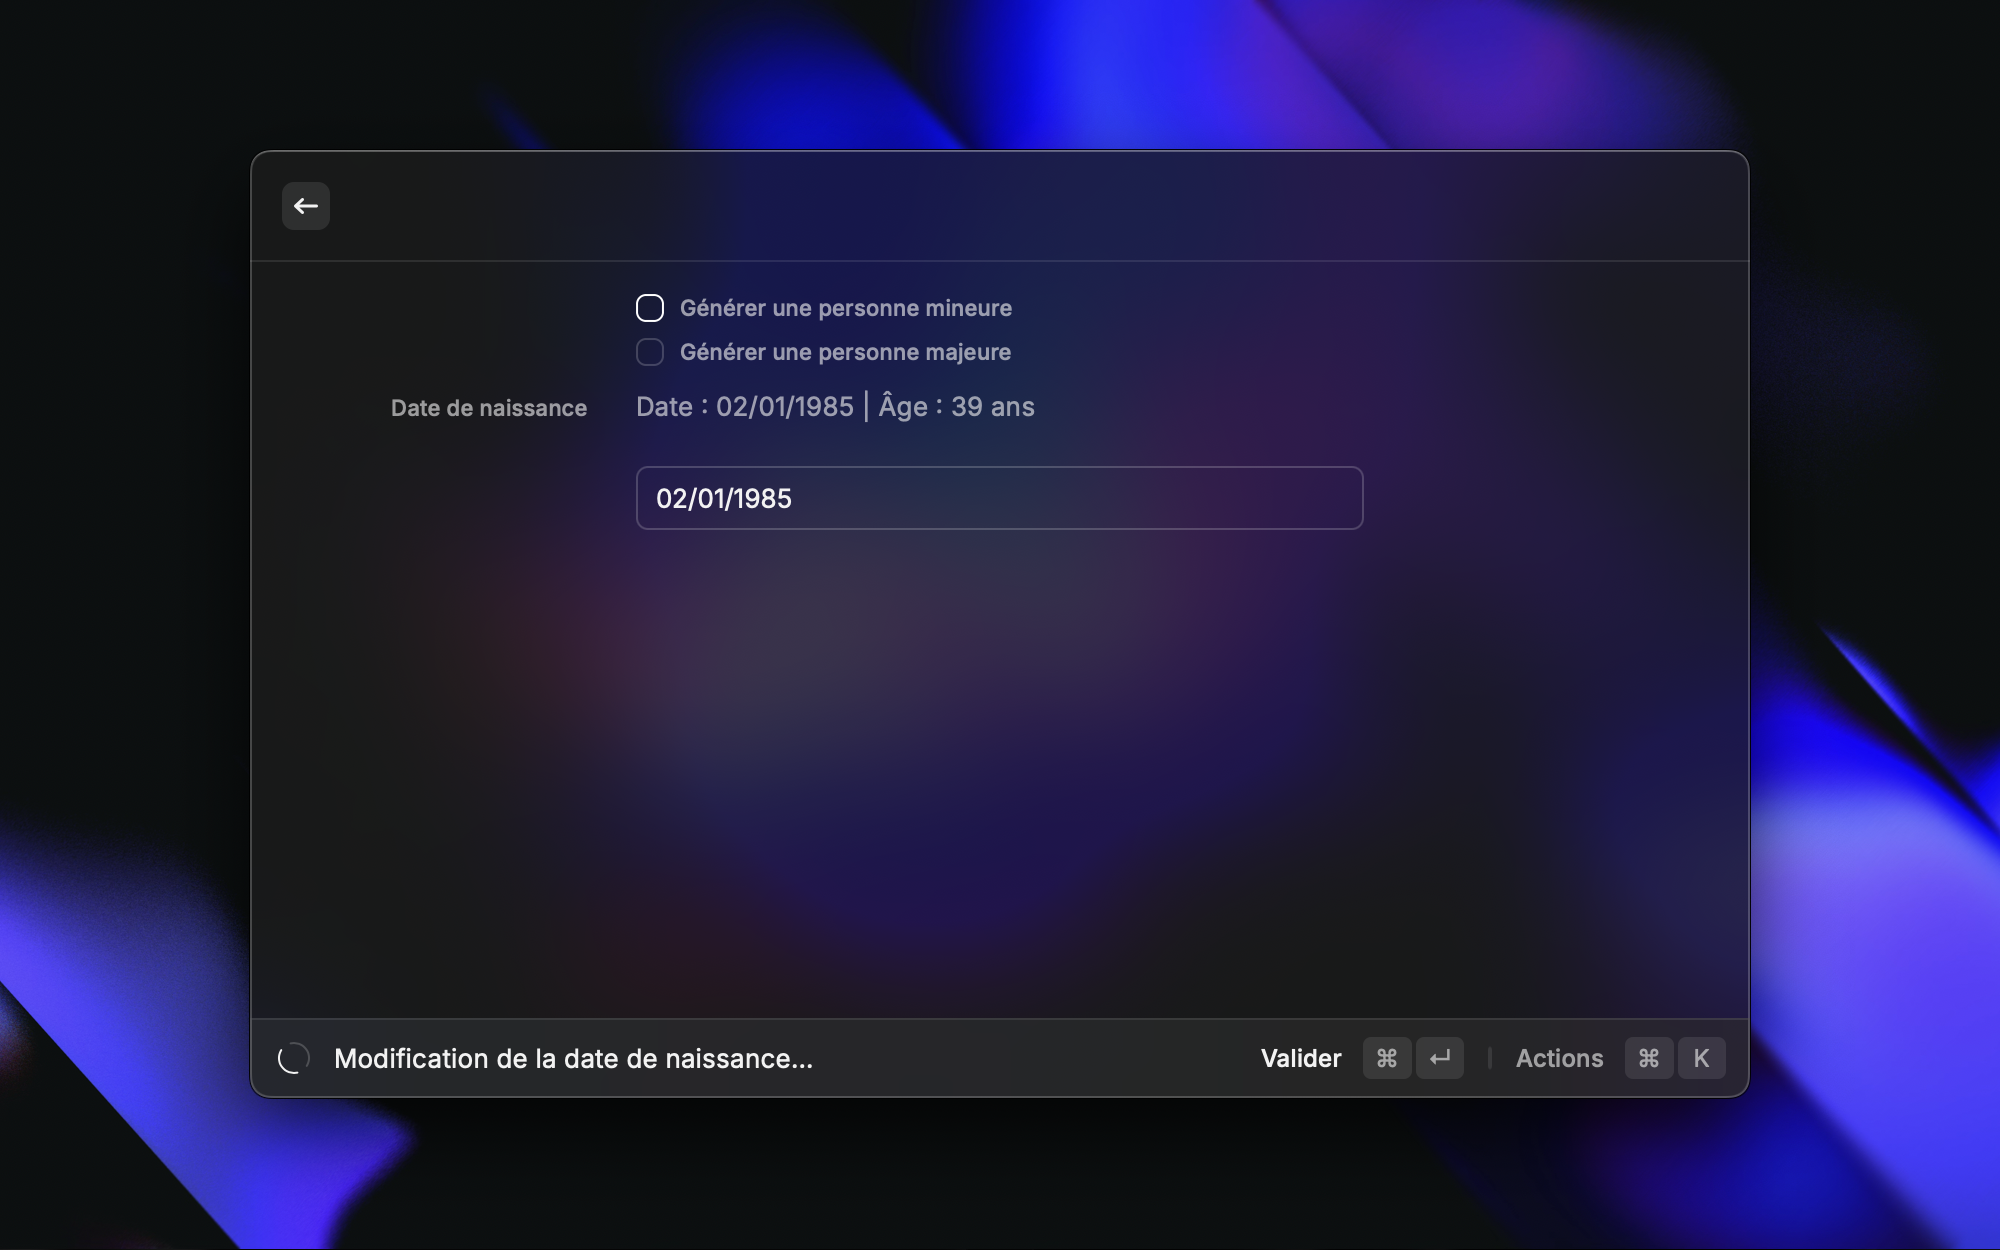 Générer une personne mineure
Générer une personne majeure
Date de naissance Date : 02/01/1985 | Âge : 39 ans
02/01/1985
Modification de la date de naissance... Valider ⌘ ↵ Actions ⌘ K